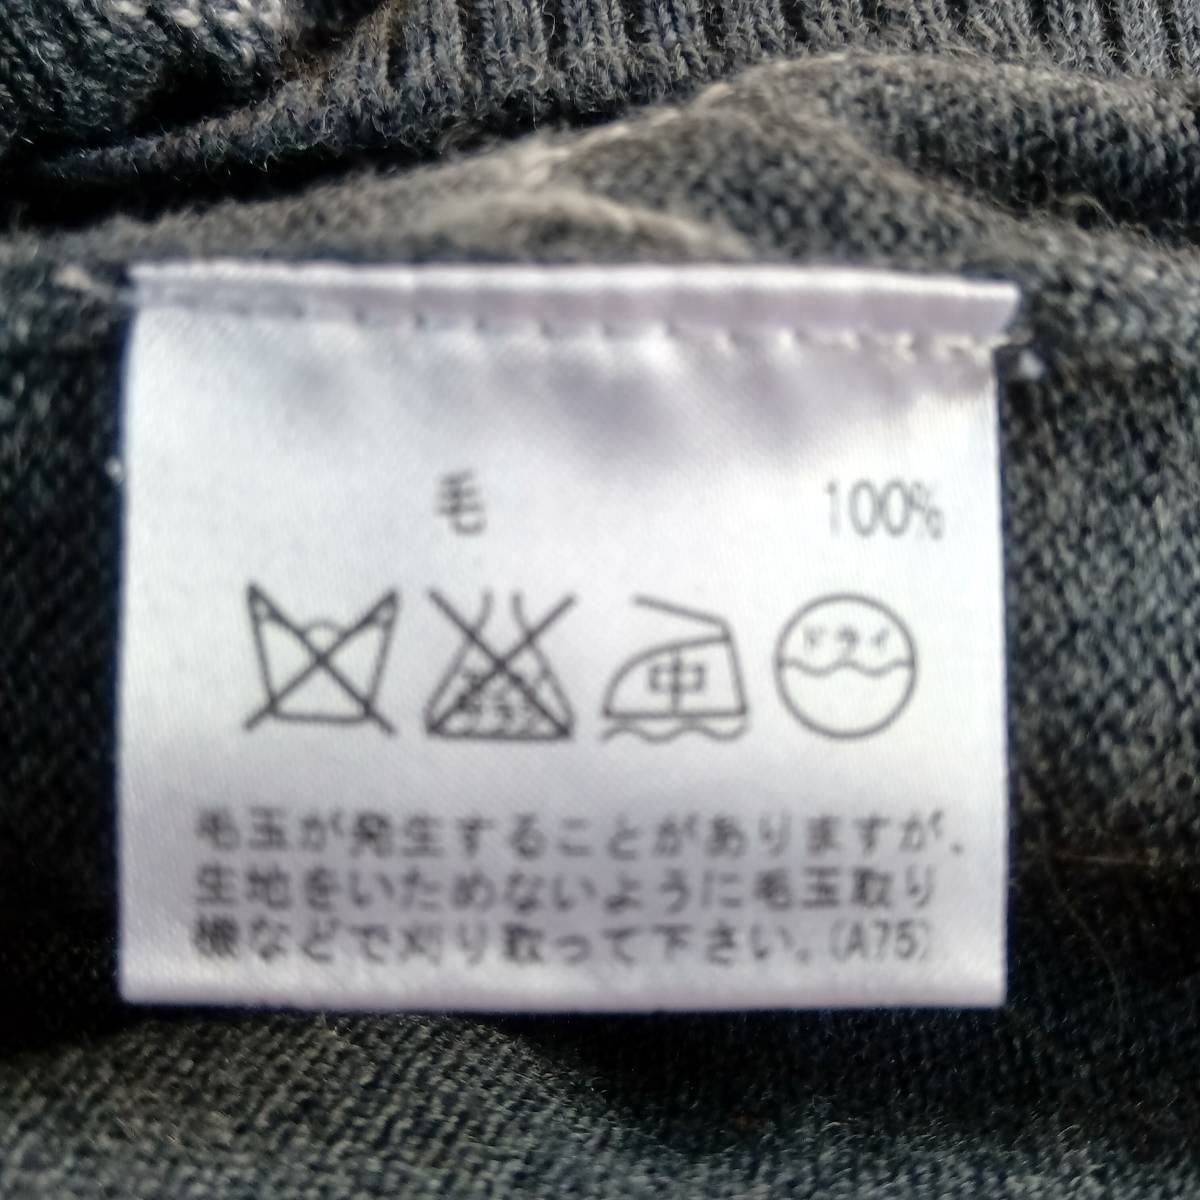 毛 100%
中 ドライ
毛玉が発生することがありますが、
生地をいためないように毛玉取り
機などで刈り取って下さい。(A75)